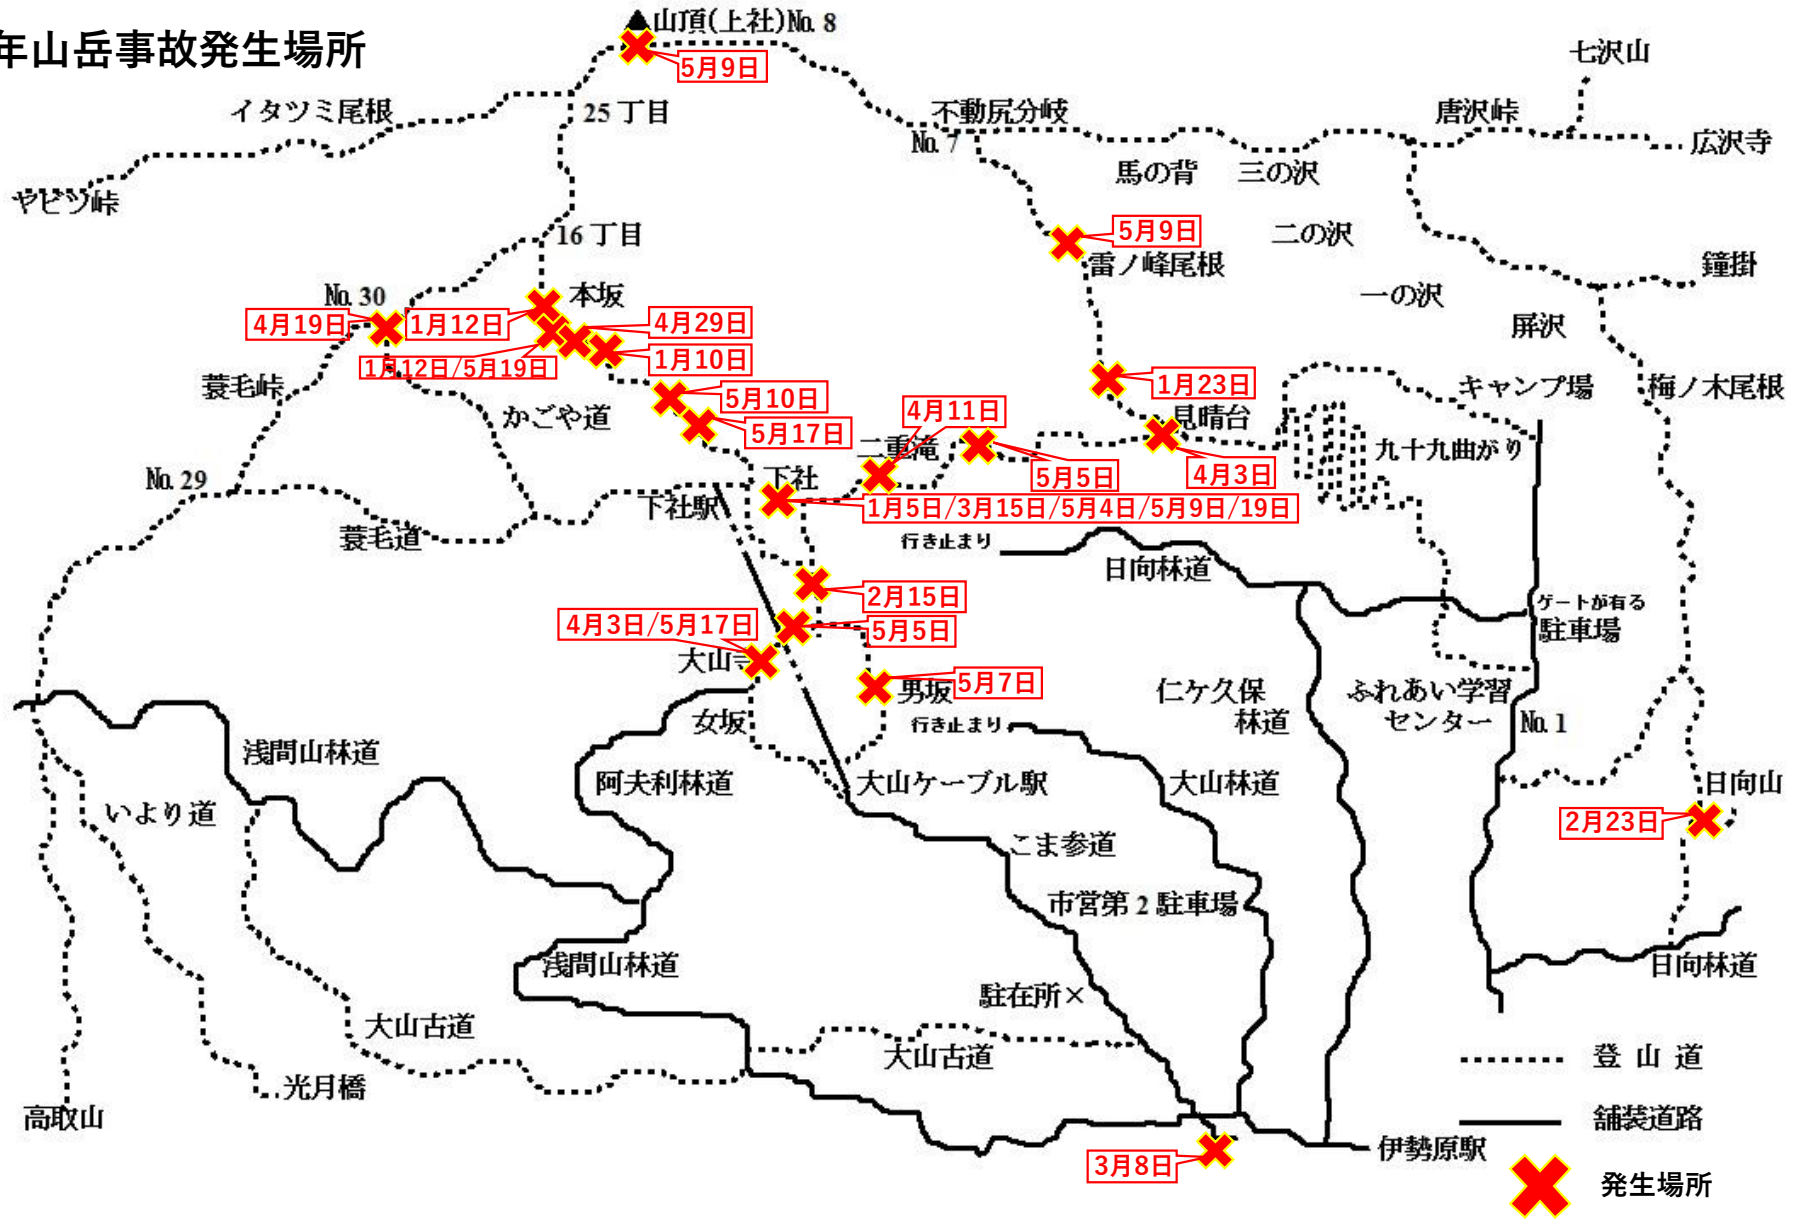 年山岳事故発生場所
山頂(上社)No. 8
5月9日
七沢山
イタツミ尾根
25 丁目
不動尻分岐
No. 7
唐沢峠
広沢寺
馬の背
三の沢
ヤビツ峠
16 丁目
5月9日
二の沢
雷ノ峰尾根
鐘掛
No. 30
本坂
一の沢
4月19日
1月12日
4月29日
屏沢
1月12日/5月19日
1月10日
蓑毛峠
1月23日
キャンプ場
梅ノ木尾根
かごや道
5月10日
4月11日
見晴台
5月17日
二重滝
九十九曲がり
No. 29
下社
5月5日
4月3日
下社駅
1月5日/3月15日/5月4日/5月9日/19日
蓑毛道
行き止まり
日向林道
2月15日
ゲートが有る
駐車場
4月3日/5月17日
5月5日
大山寺
5月7日
男坂
仁ケ久保
林道
ふれあい学習
センター
No. 1
女坂
行き止まり
浅間山林道
阿夫利林道
大山ケーブル駅
大山林道
日向山
いより道
2月23日
こま参道
市営第 2 駐車場
浅間山林道
日向林道
駐在所×
大山古道
大山古道
登 山 道
光月橋
高取山
舗装道路
伊勢原駅
3月8日
発生場所